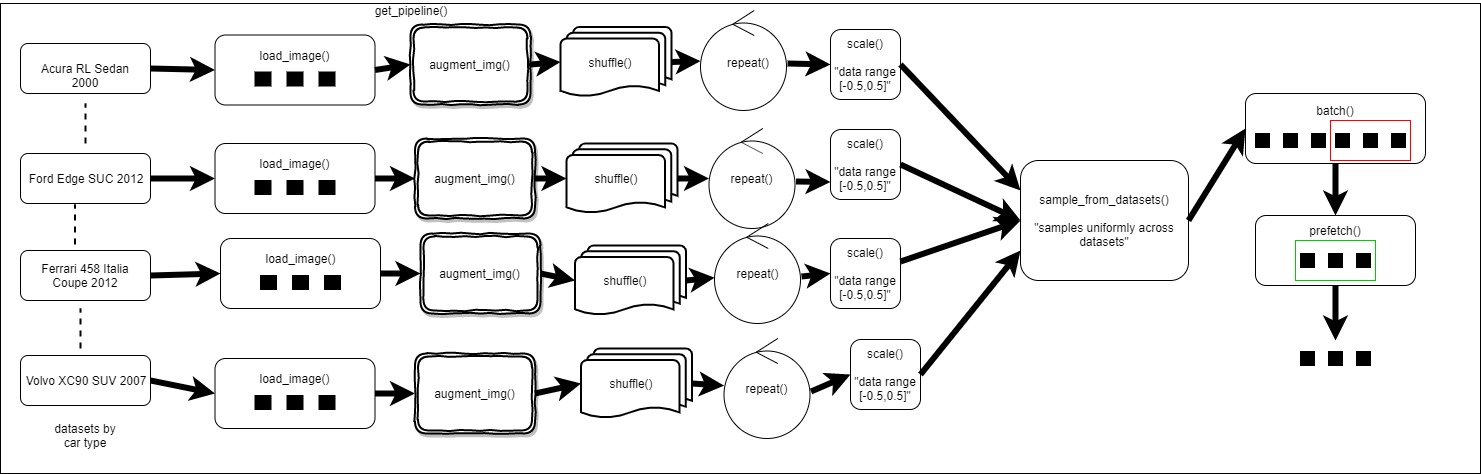 get_pipeline()
Acura RL Sedan
2000
load_image()
augment_img()
shuffle()
repeat()
scale()
"data range
[-0.5,0.5]"
Ford Edge SUC 2012
load_image()
augment_img()
shuffle()
repeat()
scale()
"data range
[-0.5,0.5]"
Ferrari 458 Italia
Coupe 2012
load_image()
augment_img()
shuffle()
repeat()
scale()
"data range
[-0.5,0.5]"
Volvo XC90 SUV 2007
load_image()
augment_img()
shuffle()
repeat()
scale()
"data range
[-0.5,0.5]"
datasets by
car type
sample_from_datasets()
"samples uniformly across
datasets"
batch()
prefetch()